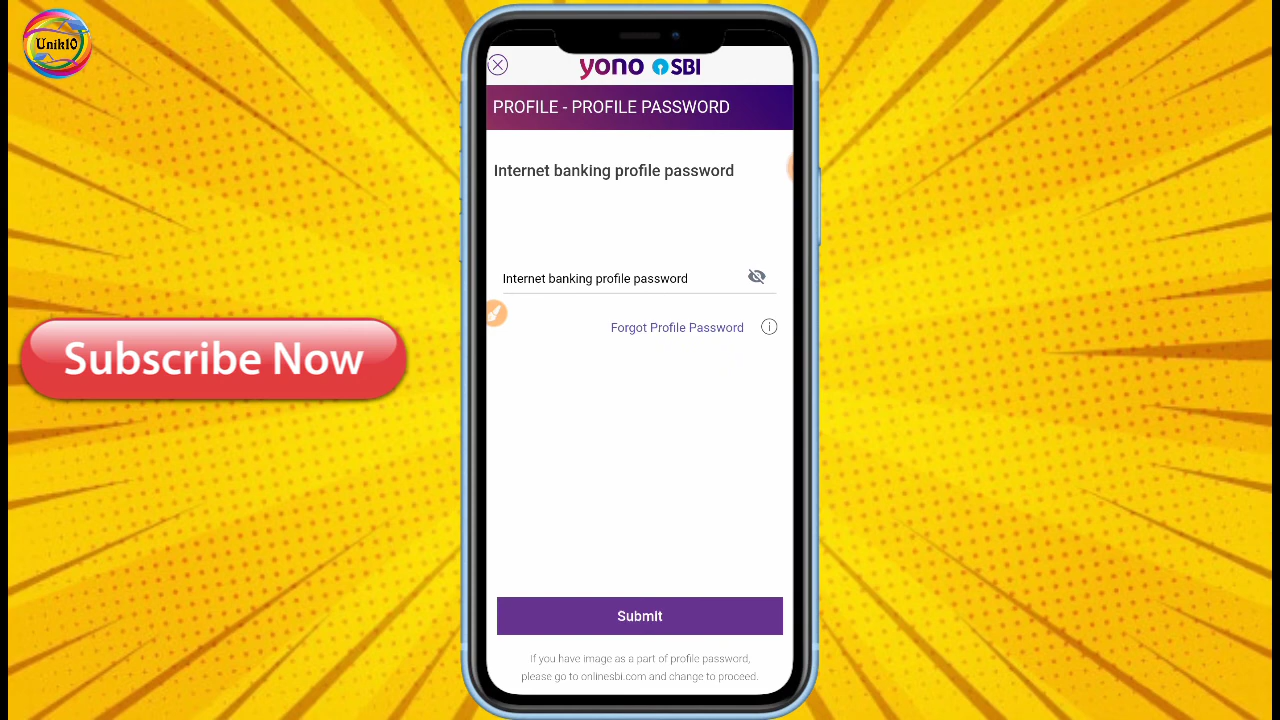 Unik10
yono SBI
PROFILE - PROFILE PASSWORD
Internet banking profile password
Internet banking profile password
Forgot Profile Password
Subscribe Now
Submit
If you have image as a part of profile password,
please go to onlinesbi.com and change to proceed.